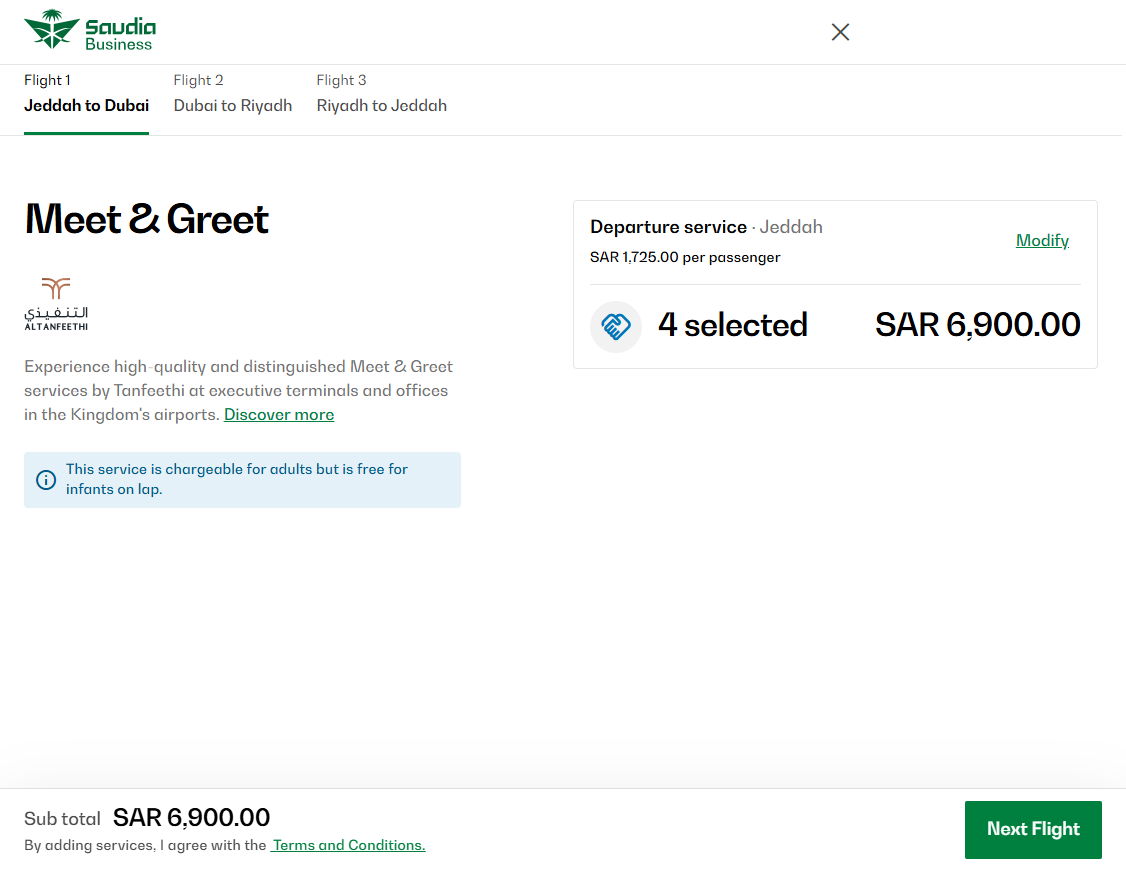 Saudia
Business
Flight 1
Jeddah to Dubai
Flight 2
Dubai to Riyadh
Flight 3
Riyadh to Jeddah
Meet & Greet
التنفيذي
ALTANFEETHI
Experience high-quality and distinguished Meet & Greet
services by Tanfeethi at executive terminals and offices
in the Kingdom's airports. Discover more
This service is chargeable for adults but is free for
infants on lap.
Departure service · Jeddah
SAR 1,725.00 per passenger
Modify
4 selected
SAR 6,900.00
Sub total SAR 6,900.00
By adding services, I agree with the Terms and Conditions.
Next Flight